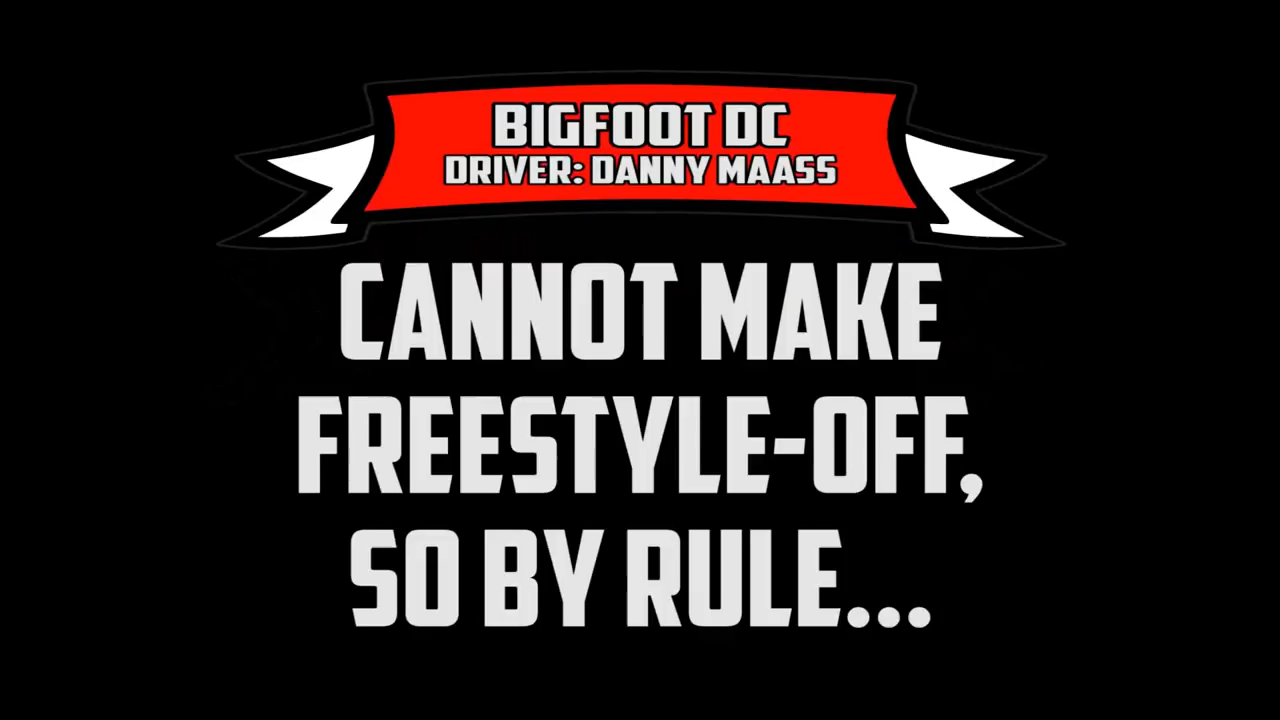 BIGFOOT DC
DRIVER: DANNY MAASS
CANNOT MAKE
FREESTYLE-OFF,
SO BY RULE...